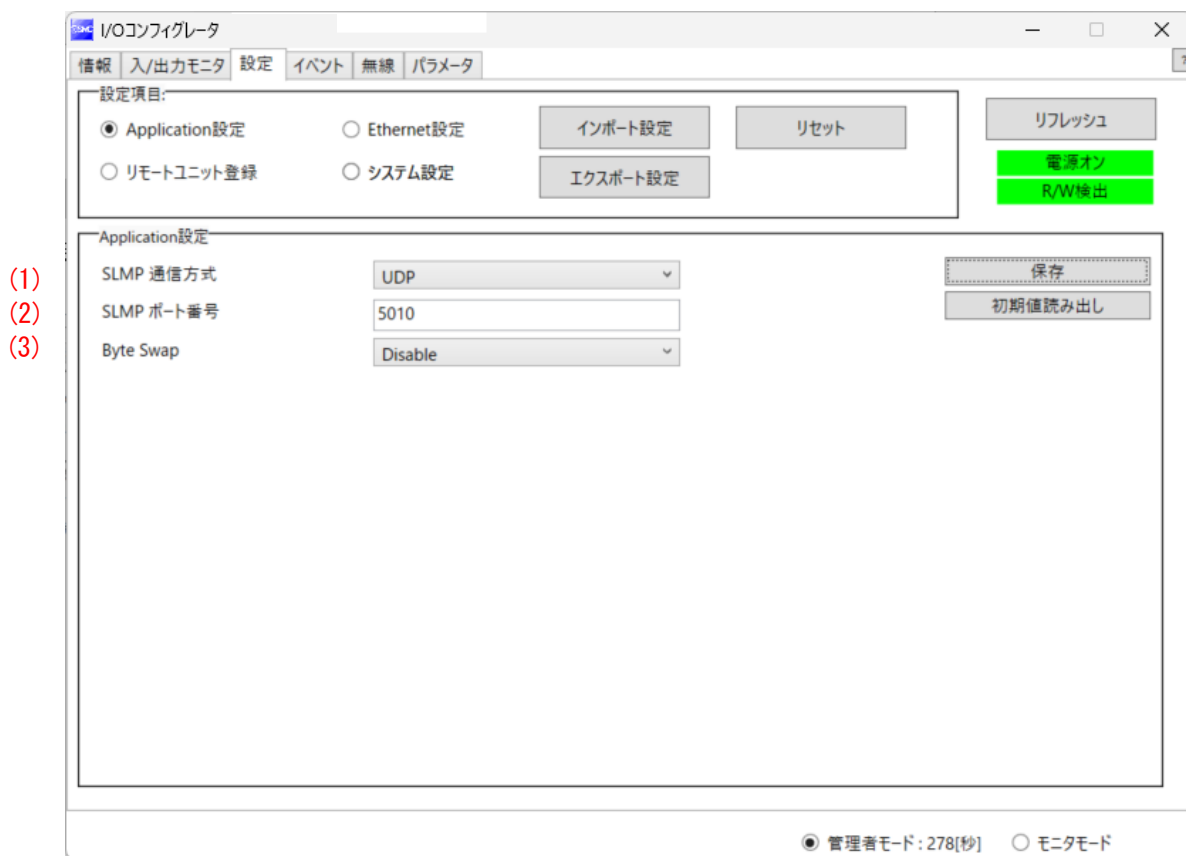 SMC I/Oコンフィグレータ
情報 入/出力モニタ 設定 イベント 無線 パラメータ ?
設定項目:
Application設定 Ethernet設定 インポート設定 リセット リフレッシュ
電源オン
リモートユニット登録 システム設定 エクスポート設定 R/W検出
Application設定
(1) SLMP 通信方式 UDP 保存
(2) SLMP ポート番号 5010 初期値読み出し
(3) Byte Swap Disable
管理者モード:278[秒] モニタモード